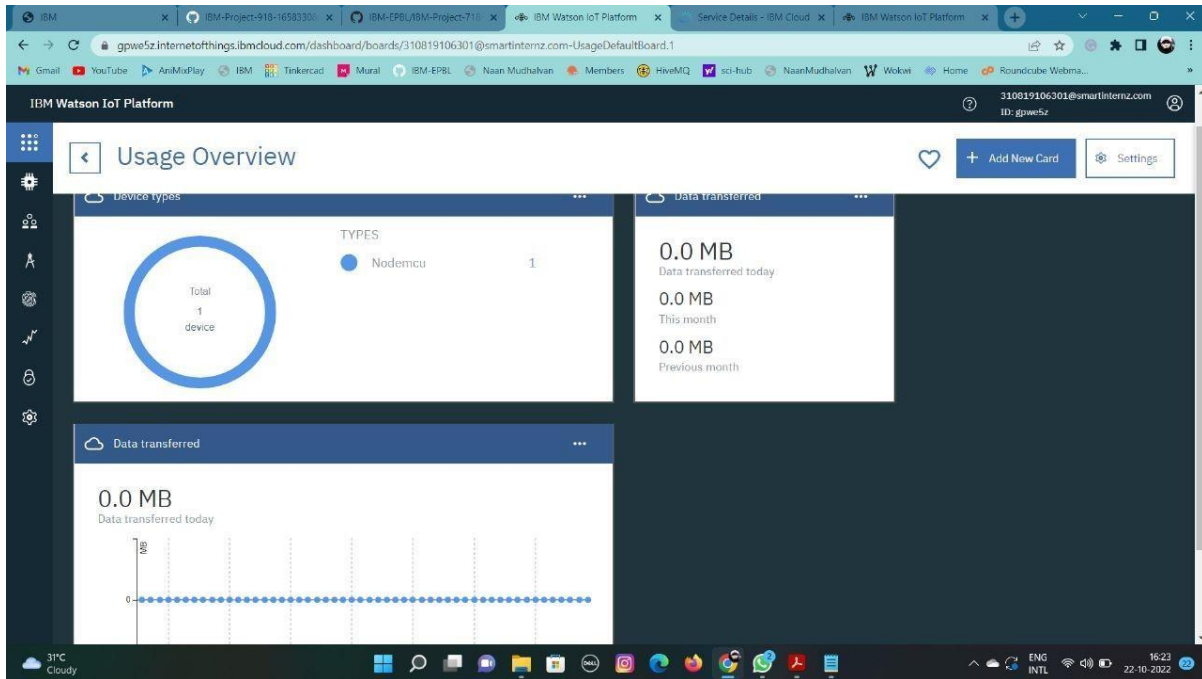 IBM
IBM-Project-918-16583308
IBM-EPBL/IBM-Project-718
IBM Watson IoT Platform
Service Details - IBM Cloud
IBM Watson IoT Platform
gpwe5z.internetofthings.ibmcloud.com/dashboard/boards/310819106301@smartinternz.com-UsageDefaultBoard.1
Gmail YouTube AniMixPlay IBM Tinkercad Mural IBM-EPBL Naan Mudhalvan Members HiveMQ sci-hub NaanMudhalvan Wokwi Home Roundcube Webma... »
IBM Watson IoT Platform
310819106301@smartinternz.com
ID: gpwe5z
Usage Overview
+ Add New Card
Settings
Device types
TYPES
Nodemcu 1
Total
1
device
Data transferred
0.0 MB
Data transferred today
0.0 MB
This month
0.0 MB
Previous month
Data transferred
0.0 MB
Data transferred today
MB
0
31°C
Cloudy
DELL
2
ENG
INTL
16:23
22-10-2022
22